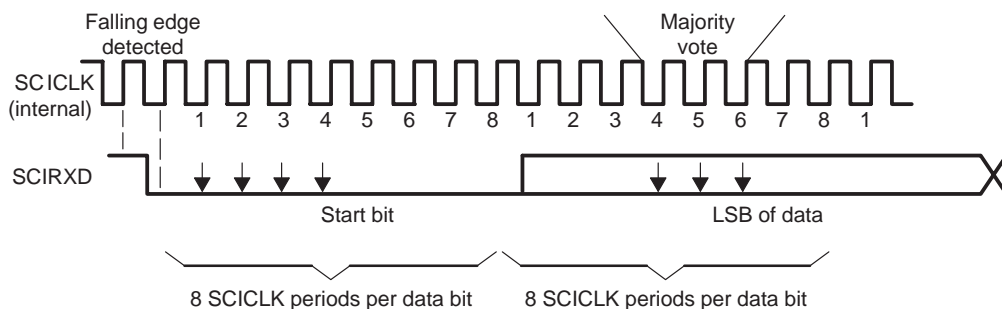 Falling edge
detected
Majority
vote
SCICLK
(internal)
1 2 3 4 5 6 7 8 1 2 3 4 5 6 7 8 1
SCIRXD
Start bit
LSB of data
8 SCICLK periods per data bit
8 SCICLK periods per data bit